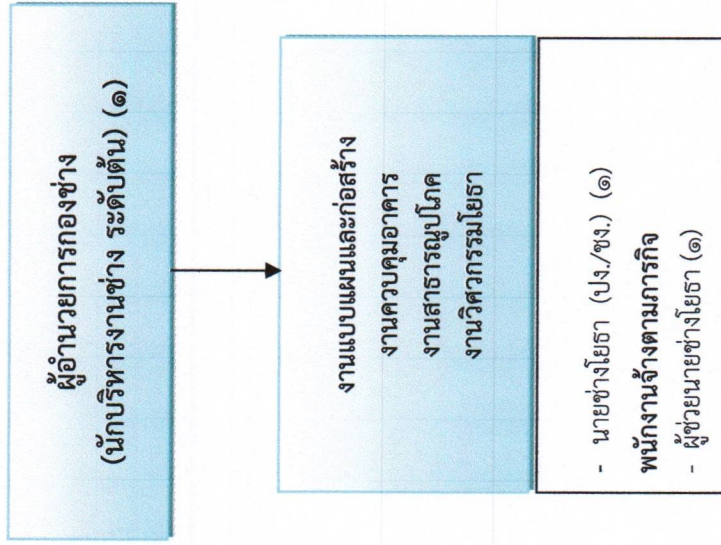 ผู้อำนวยการกองช่าง
(นักบริหารงานช่าง ระดับต้น) (๑)
งานแบบแผนและก่อสร้าง
งานควบคุมอาคาร
งานสาธารณูปโภค
งานวิศวกรรมโยธา
- นายช่างโยธา (ปง./ชง.) (๑)
พนักงานจ้างตามภารกิจ
- ผู้ช่วยนายช่างโยธา (๑)